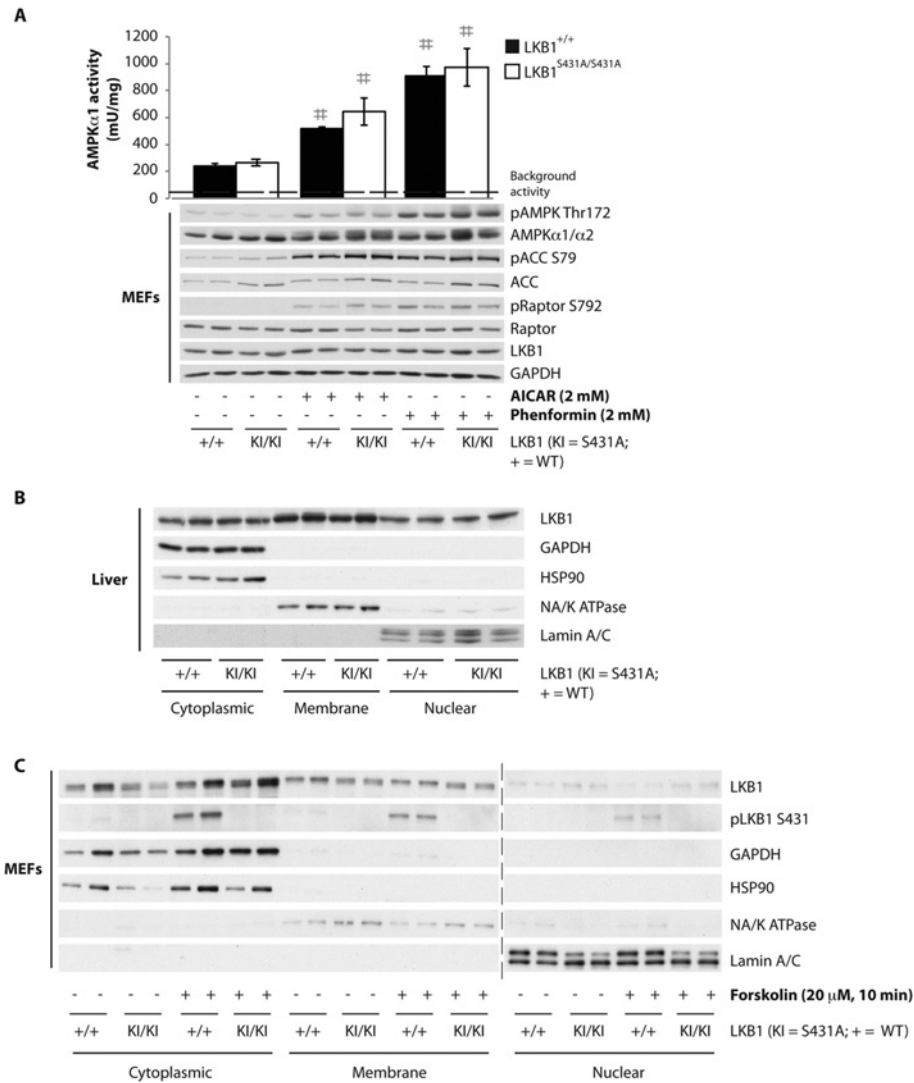 A
LKB1+/+
LKB1S431A/S431A
AMPKα1 activity
(mU/mg)
1200
1000
800
600
400
200
0
⌗ ⌗ ⌗ ⌗
Background
activity
MEFs
pAMPK Thr172
AMPKα1/α2
pACC S79
ACC
pRaptor S792
Raptor
LKB1
GAPDH
- - - - + + + + - - - - AICAR (2 mM)
- - - - - - - - + + + + Phenformin (2 mM)
+/+ KI/KI +/+ KI/KI +/+ KI/KI LKB1 (KI = S431A;
+ = WT)
B
Liver
LKB1
GAPDH
HSP90
NA/K ATPase
Lamin A/C
+/+ KI/KI +/+ KI/KI +/+ KI/KI LKB1 (KI = S431A;
+ = WT)
Cytoplasmic Membrane Nuclear
C
MEFs
LKB1
pLKB1 S431
GAPDH
HSP90
NA/K ATPase
Lamin A/C
- - - - + + + + - - - - + + + + - - - - + + + + Forskolin (20 μM, 10 min)
+/+ KI/KI +/+ KI/KI +/+ KI/KI +/+ KI/KI +/+ KI/KI +/+ KI/KI LKB1 (KI = S431A; + = WT)
Cytoplasmic Membrane Nuclear